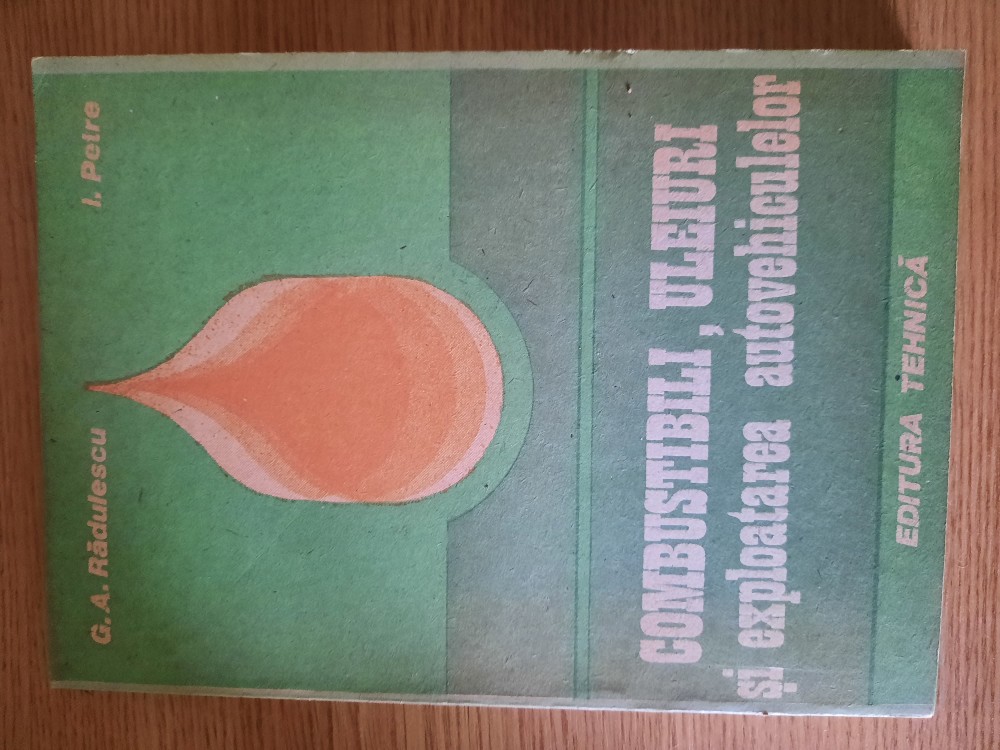 G.A. Rădulescu I. Petre
COMBUSTIBILI, ULEIURI
și exploatarea autovehiculelor
EDITURA TEHNICĂ